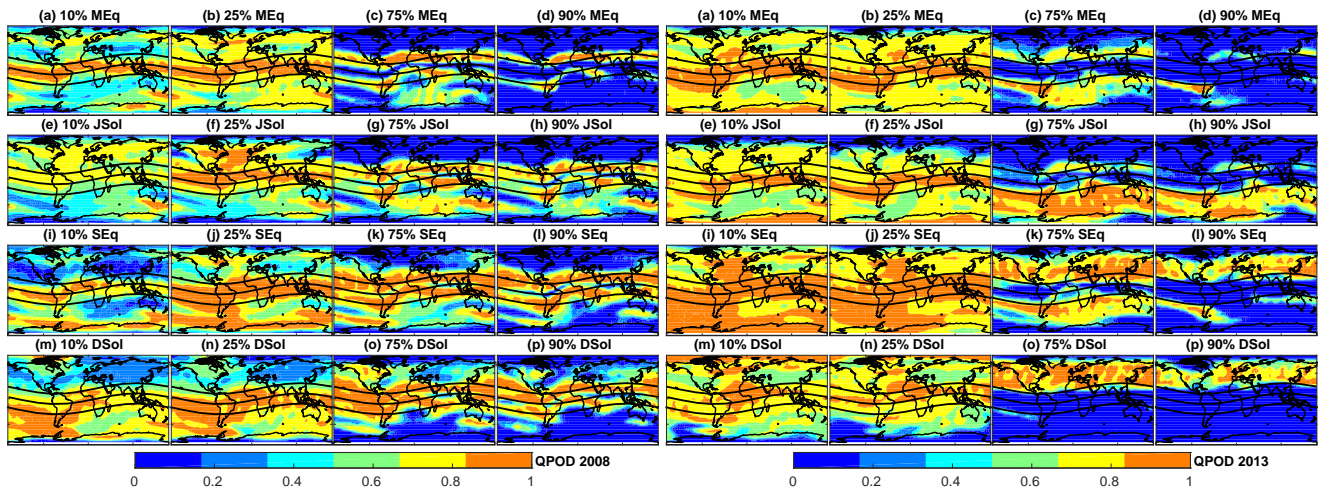 (a) 10% MEq (b) 25% MEq (c) 75% MEq (d) 90% MEq (a) 10% MEq (b) 25% MEq (c) 75% MEq (d) 90% MEq
(e) 10% JSol (f) 25% JSol (g) 75% JSol (h) 90% JSol (e) 10% JSol (f) 25% JSol (g) 75% JSol (h) 90% JSol
(i) 10% SEq (j) 25% SEq (k) 75% SEq (l) 90% SEq (i) 10% SEq (j) 25% SEq (k) 75% SEq (l) 90% SEq
(m) 10% DSol (n) 25% DSol (o) 75% DSol (p) 90% DSol (m) 10% DSol (n) 25% DSol (o) 75% DSol (p) 90% DSol
QPOD 2008 QPOD 2013
0 0.2 0.4 0.6 0.8 1 0 0.2 0.4 0.6 0.8 1